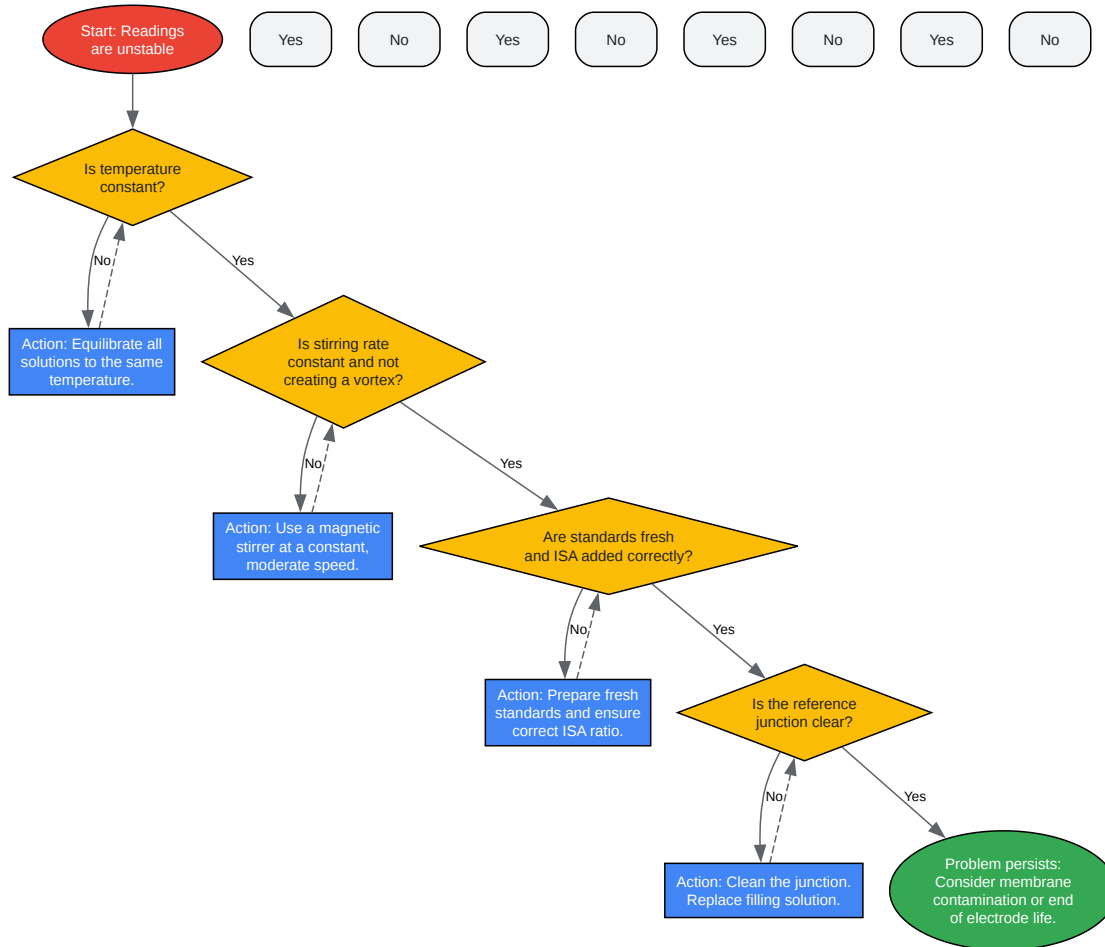 Start: Readings
are unstable
Yes
No
Yes
No
Yes
No
Yes
No
Is temperature
constant?
No
Yes
Action: Equilibrate all
solutions to the same
temperature.
Is stirring rate
constant and not
creating a vortex?
No
Yes
Action: Use a magnetic
stirrer at a constant,
moderate speed.
Are standards fresh
and ISA added correctly?
No
Yes
Action: Prepare fresh
standards and ensure
correct ISA ratio.
Is the reference
junction clear?
No
Yes
Action: Clean the junction.
Replace filling solution.
Problem persists:
Consider membrane
contamination or end
of electrode life.